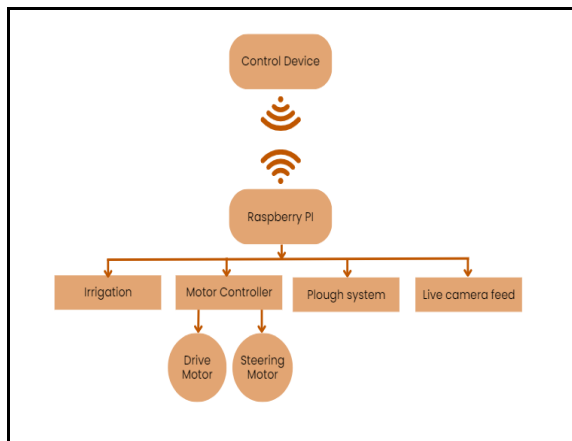 Control Device
Raspberry PI
Irrigation
Motor Controller
Plough system
Live camera feed
Drive
Motor
Steering
Motor